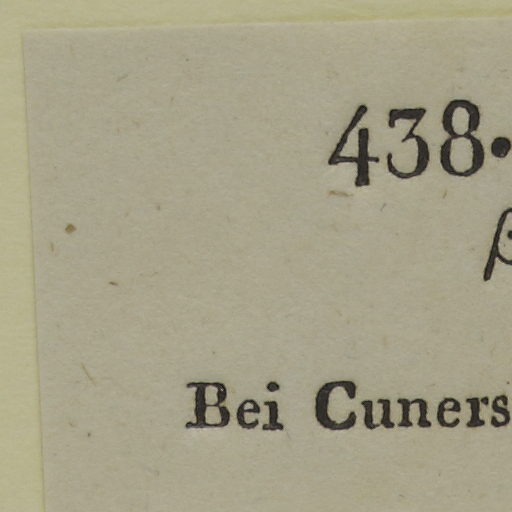 438.
β
Bei Cuners